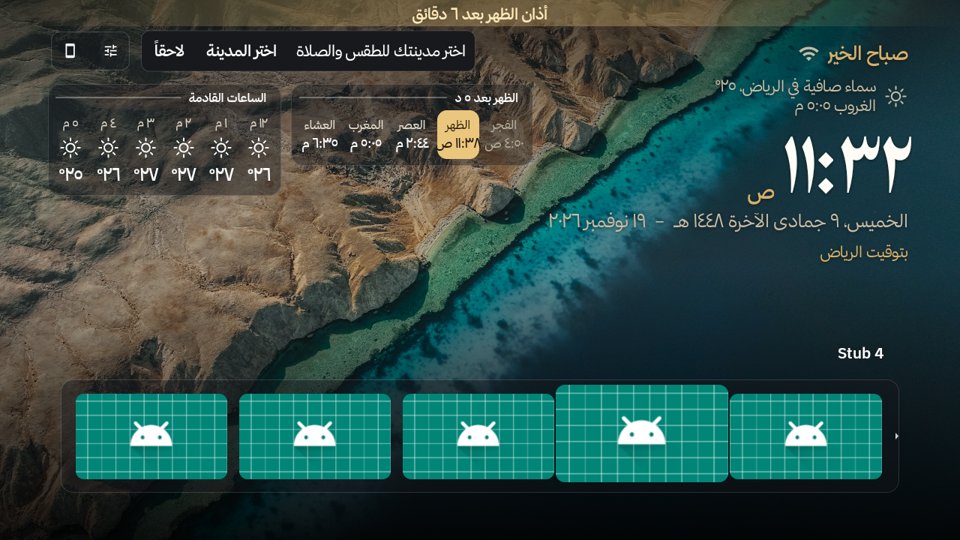 أذان الظهر بعد ٦ دقائق
صباح الخير
سماء صافية في الرياض، ٢٥°
الغروب ٥:٠٥ م
١١:٣٢ ص
الخميس، ٩ جمادى الآخرة ١٤٤٨ هـ – ١٩ نوفمبر ٢٠٢٦
بتوقيت الرياض
اختر مدينتك للطقس والصلاة اختر المدينة لاحقاً
الظهر بعد ٥ د
الفجر الظهر العصر المغرب العشاء
٤:٥٠ ص ١١:٣٨ ص ٢:٤٤ م ٥:٠٥ م ٦:٣٥ م
الساعات القادمة
١٢ م ١ م ٢ م ٣ م ٤ م ٥ م
٢٦° ٢٧° ٢٧° ٢٧° ٢٦° ٢٥°
Stub 4